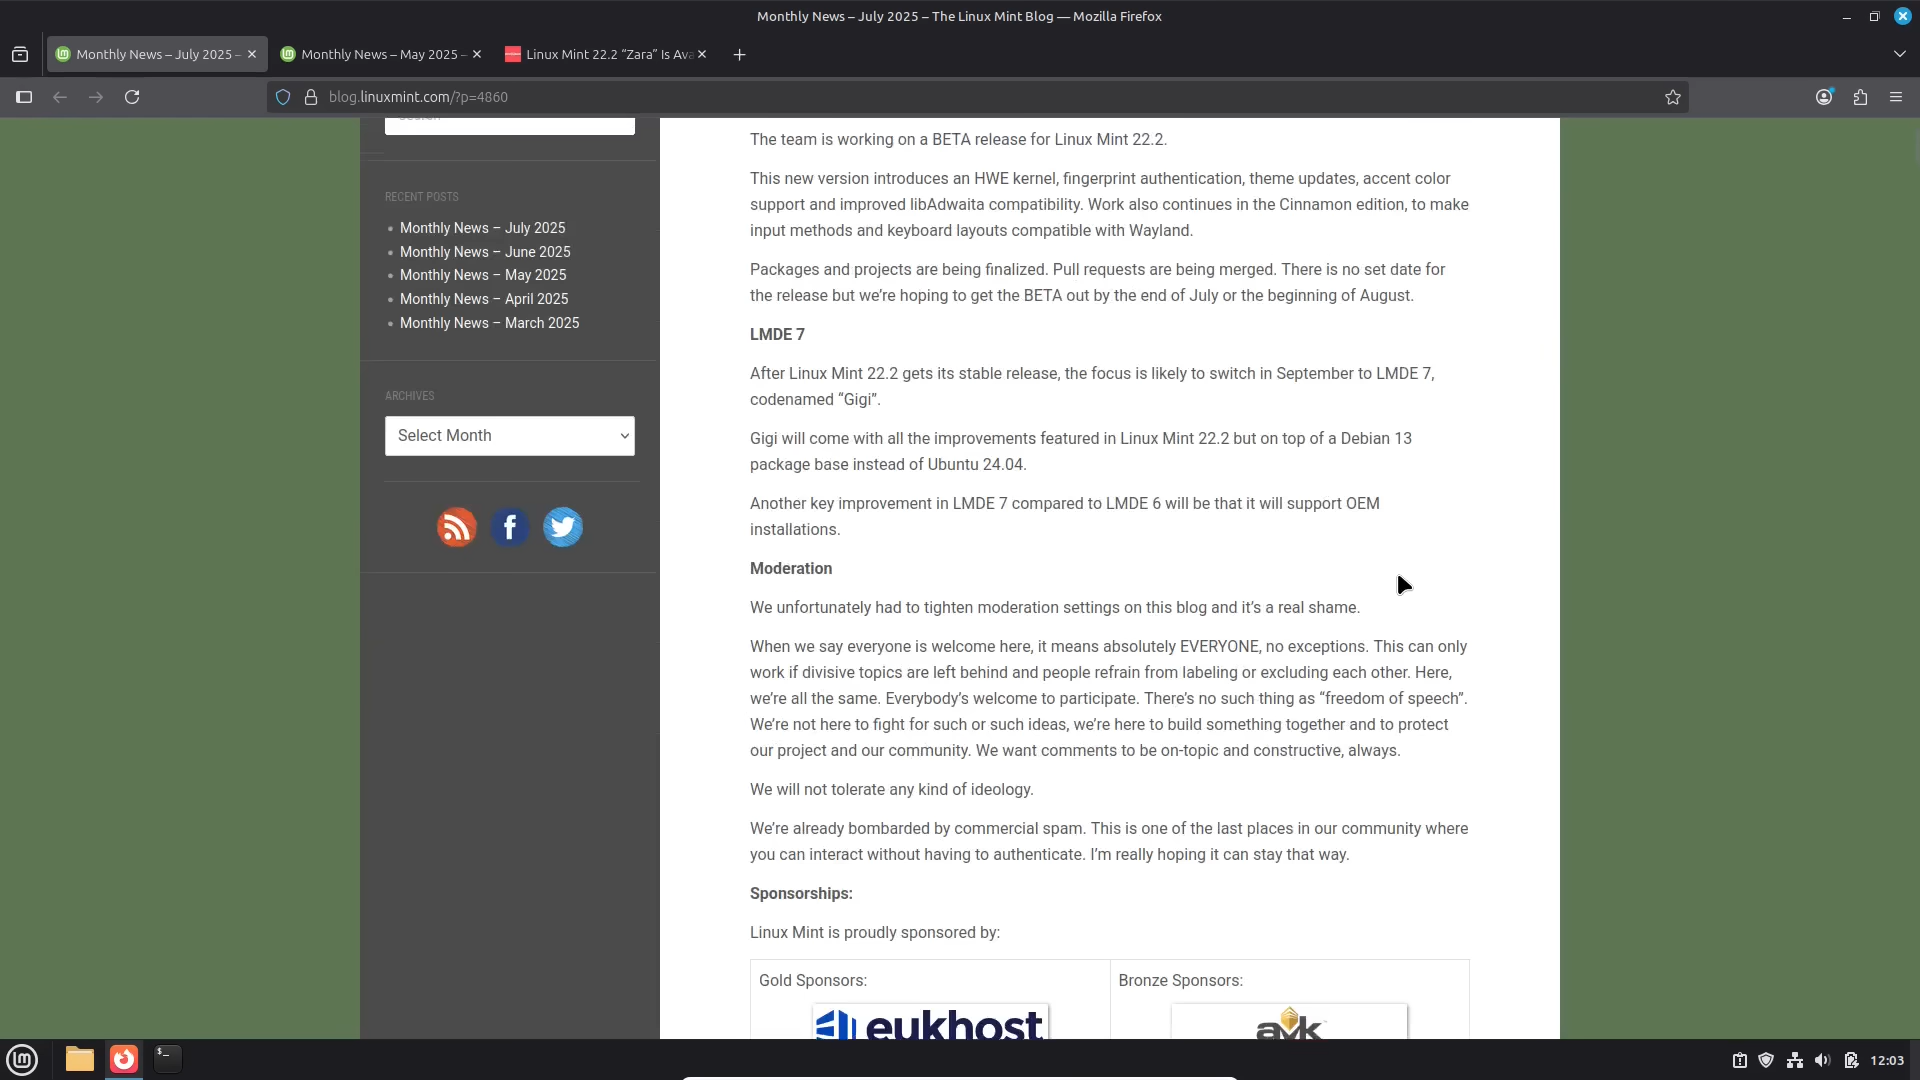 Monthly News – July 2025 – The Linux Mint Blog — Mozilla Firefox
Monthly News – July 2025 –
Monthly News – May 2025 –
Linux Mint 22.2 “Zara” Is Ava
blog.linuxmint.com/?p=4860
RECENT POSTS
Monthly News – July 2025
Monthly News – June 2025
Monthly News – May 2025
Monthly News – April 2025
Monthly News – March 2025
ARCHIVES
Select Month
The team is working on a BETA release for Linux Mint 22.2.
This new version introduces an HWE kernel, fingerprint authentication, theme updates, accent color
support and improved libAdwaita compatibility. Work also continues in the Cinnamon edition, to make
input methods and keyboard layouts compatible with Wayland.
Packages and projects are being finalized. Pull requests are being merged. There is no set date for
the release but we’re hoping to get the BETA out by the end of July or the beginning of August.
LMDE 7
After Linux Mint 22.2 gets its stable release, the focus is likely to switch in September to LMDE 7,
codenamed “Gigi”.
Gigi will come with all the improvements featured in Linux Mint 22.2 but on top of a Debian 13
package base instead of Ubuntu 24.04.
Another key improvement in LMDE 7 compared to LMDE 6 will be that it will support OEM
installations.
Moderation
We unfortunately had to tighten moderation settings on this blog and it’s a real shame.
When we say everyone is welcome here, it means absolutely EVERYONE, no exceptions. This can only
work if divisive topics are left behind and people refrain from labeling or excluding each other. Here,
we’re all the same. Everybody’s welcome to participate. There’s no such thing as “freedom of speech”.
We’re not here to fight for such or such ideas, we’re here to build something together and to protect
our project and our community. We want comments to be on-topic and constructive, always.
We will not tolerate any kind of ideology.
We’re already bombarded by commercial spam. This is one of the last places in our community where
you can interact without having to authenticate. I’m really hoping it can stay that way.
Sponsorships:
Linux Mint is proudly sponsored by:
Gold Sponsors:
Bronze Sponsors:
eukhost
avk
12:03